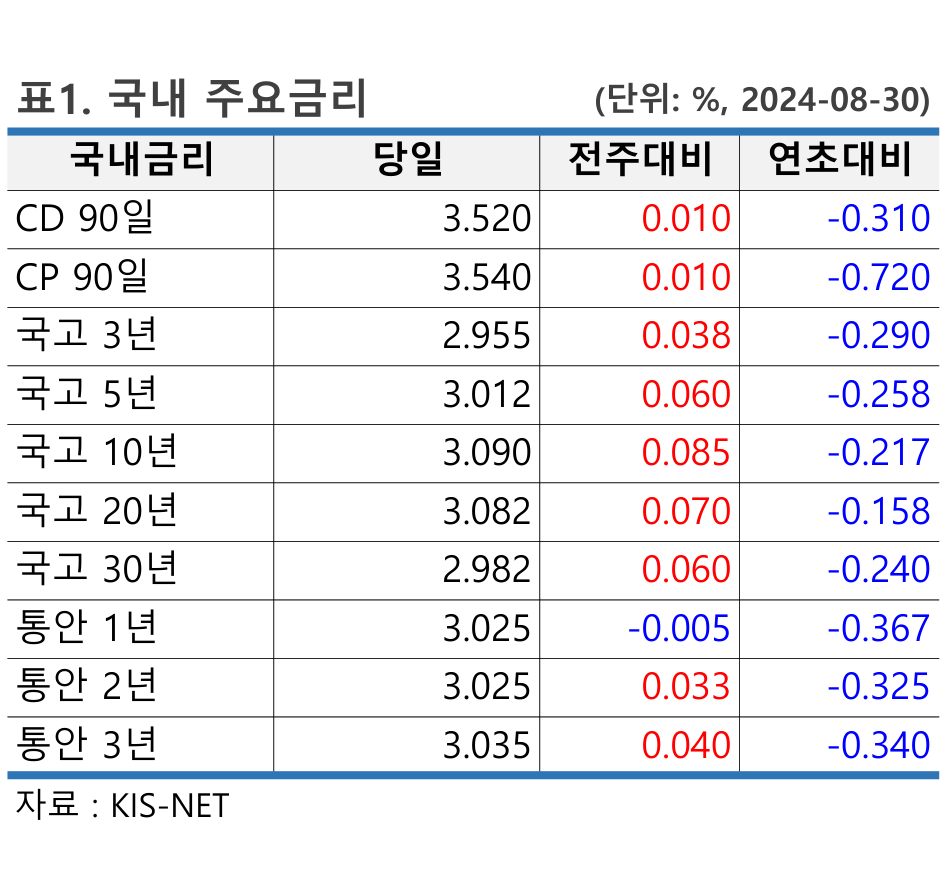 표1. 국내 주요금리 (단위: %, 2024-08-30)
국내금리 당일 전주대비 연초대비
CD 90일 3.520 0.010 -0.310
CP 90일 3.540 0.010 -0.720
국고 3년 2.955 0.038 -0.290
국고 5년 3.012 0.060 -0.258
국고 10년 3.090 0.085 -0.217
국고 20년 3.082 0.070 -0.158
국고 30년 2.982 0.060 -0.240
통안 1년 3.025 -0.005 -0.367
통안 2년 3.025 0.033 -0.325
통안 3년 3.035 0.040 -0.340
자료 : KIS-NET